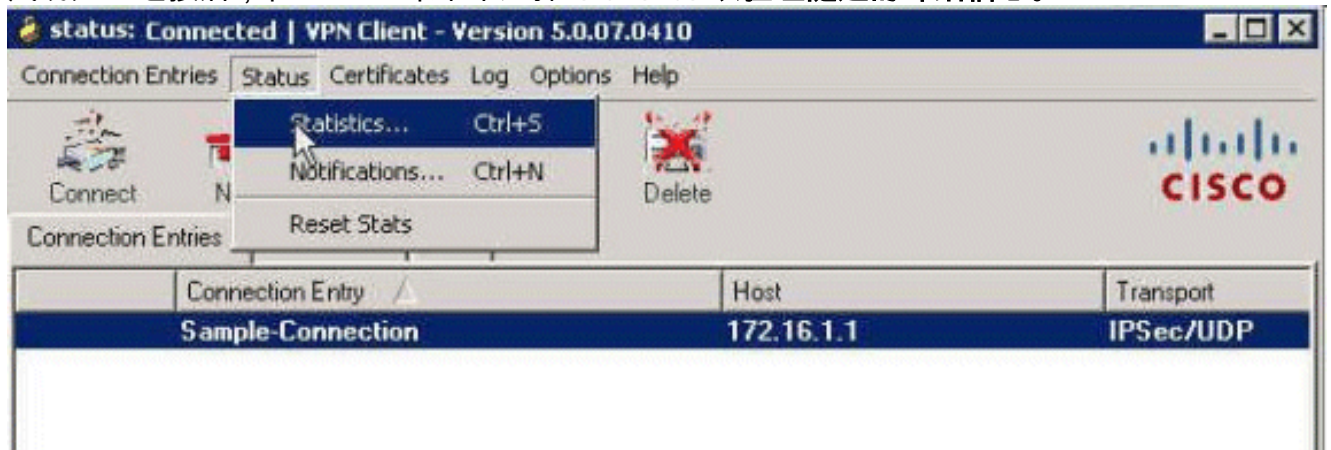 status: Connected | VPN Client - Version 5.0.07.0410
Connection Entries Status Certificates Log Options Help
Statistics... Ctrl+S
Notifications... Ctrl+N
Reset Stats
Connect
N
Delete
CISCO
Connection Entries
Connection Entry Host Transport
Sample-Connection 172.16.1.1 IPSec/UDP